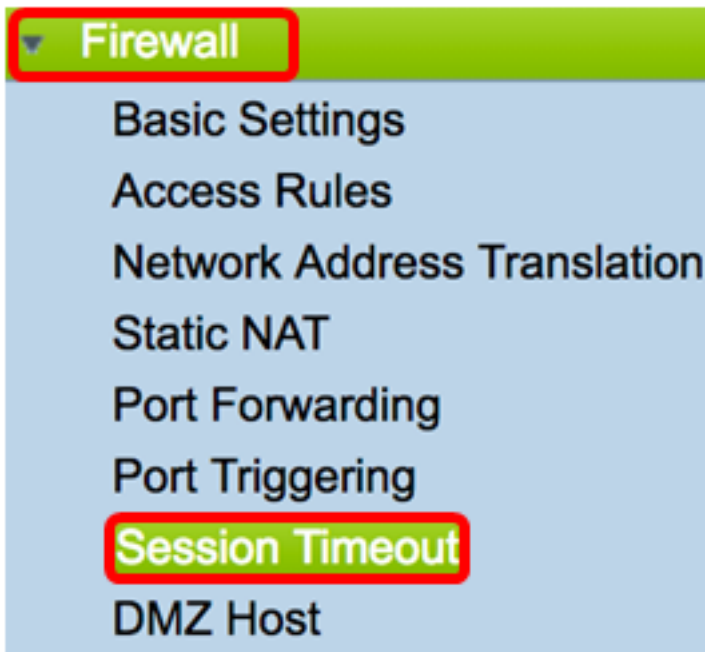 Firewall
Basic Settings
Access Rules
Network Address Translation
Static NAT
Port Forwarding
Port Triggering
Session Timeout
DMZ Host